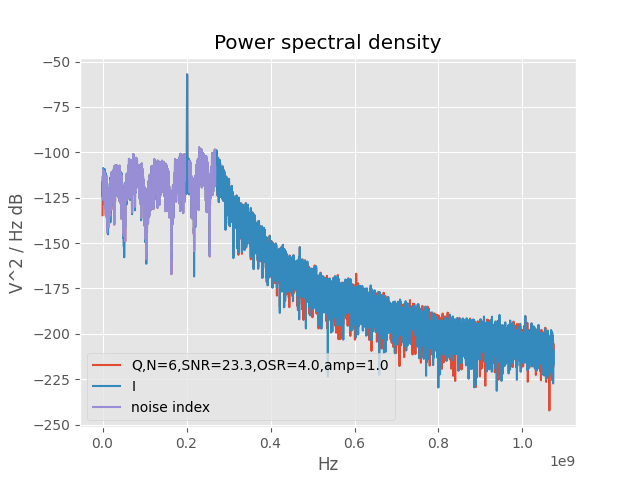 Power spectral density
−50
−75
−100
−125
−150
−175
−200
−225
−250
V^2 / Hz dB
Q,N=6,SNR=23.3,OSR=4.0,amp=1.0
I
noise index
0.0 0.2 0.4 0.6 0.8 1.0
1e9
Hz